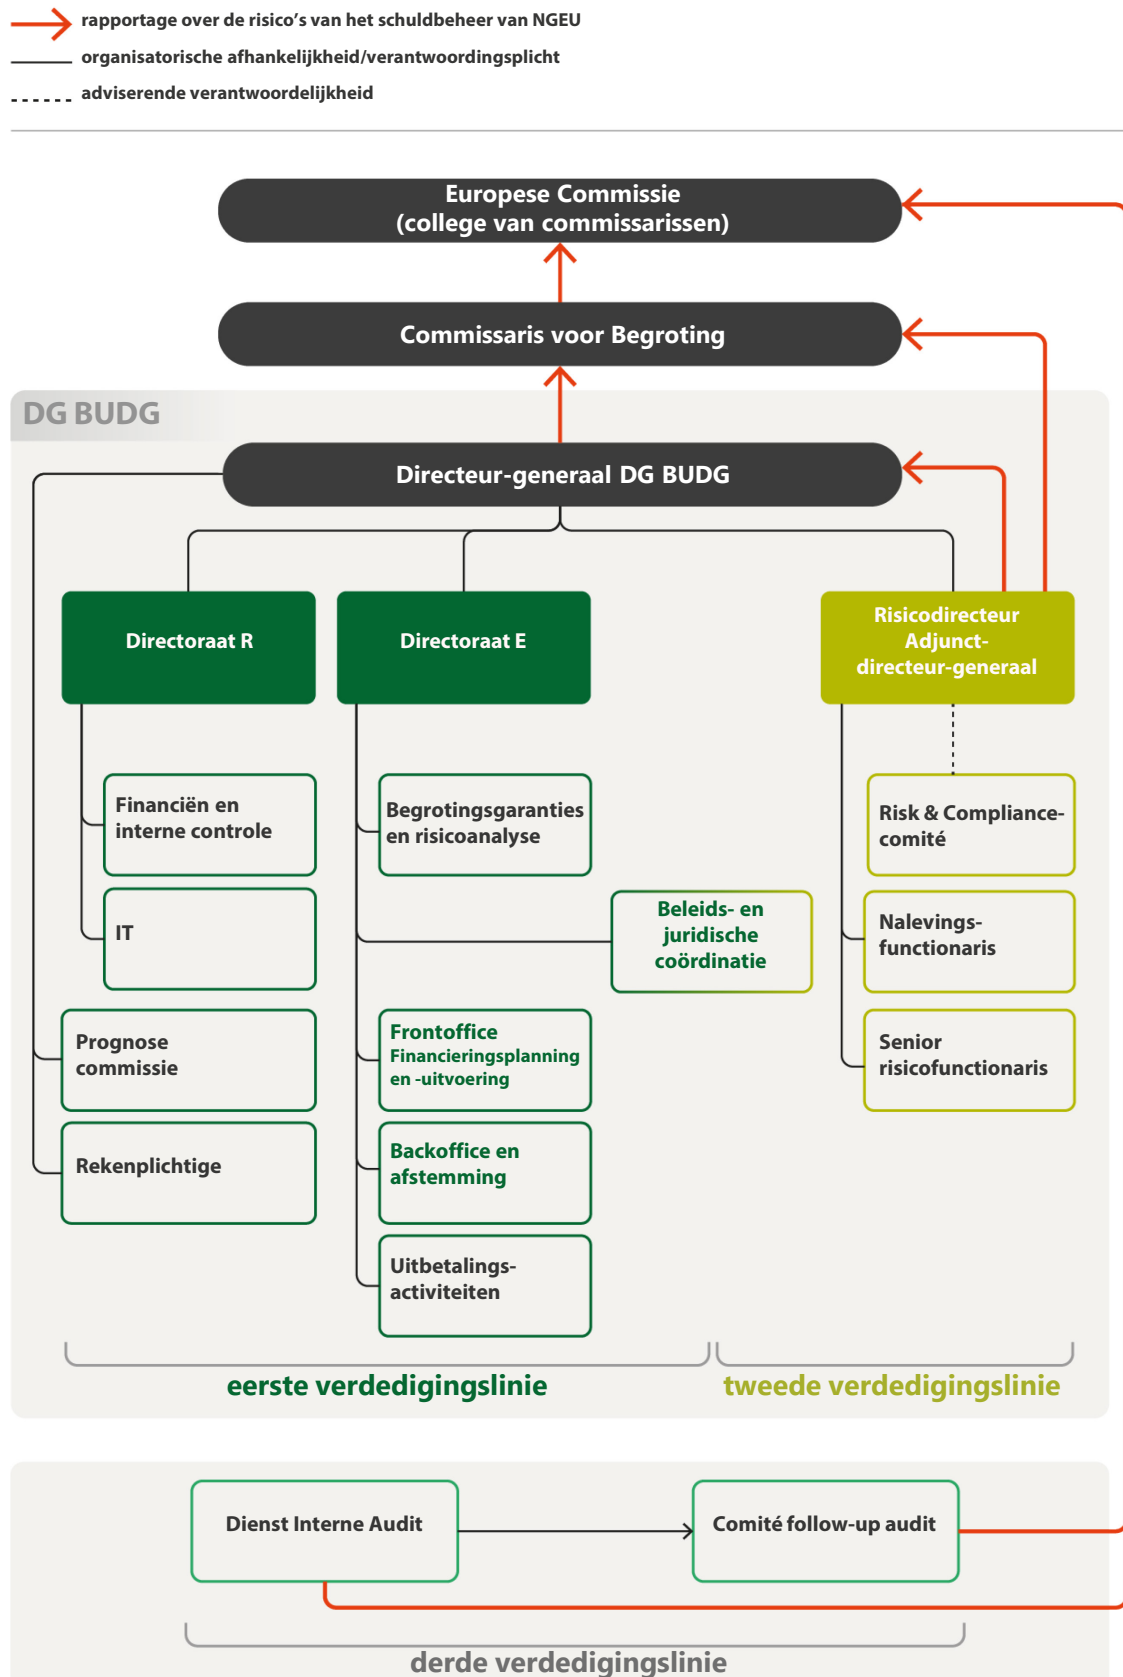 rapportage over de risico's van het schuldbeheer van NGEU
organisatorische afhankelijkheid/verantwoordingsplicht
adviserende verantwoordelijkheid
Europese Commissie
(college van commissarissen)
Commissaris voor Begroting
DG BUDG
Directeur-generaal DG BUDG
Directoraat R
Directoraat E
Risicodirecteur
Adjunct-
directeur-generaal
Financiën en
interne controle
Begrotingsgaranties
en risicoanalyse
Risk & Compliance-
comité
IT
Beleids- en
juridische
coördinatie
Nalevings-
functionaris
Prognose
commissie
Frontoffice
Financieringsplanning
en -uitvoering
Senior
risicofunctionaris
Rekenplichtige
Backoffice en
afstemming
Uitbetalings-
activiteiten
eerste verdedigingslinie
tweede verdedigingslinie
Dienst Interne Audit
Comité follow-up audit
derde verdedigingslinie